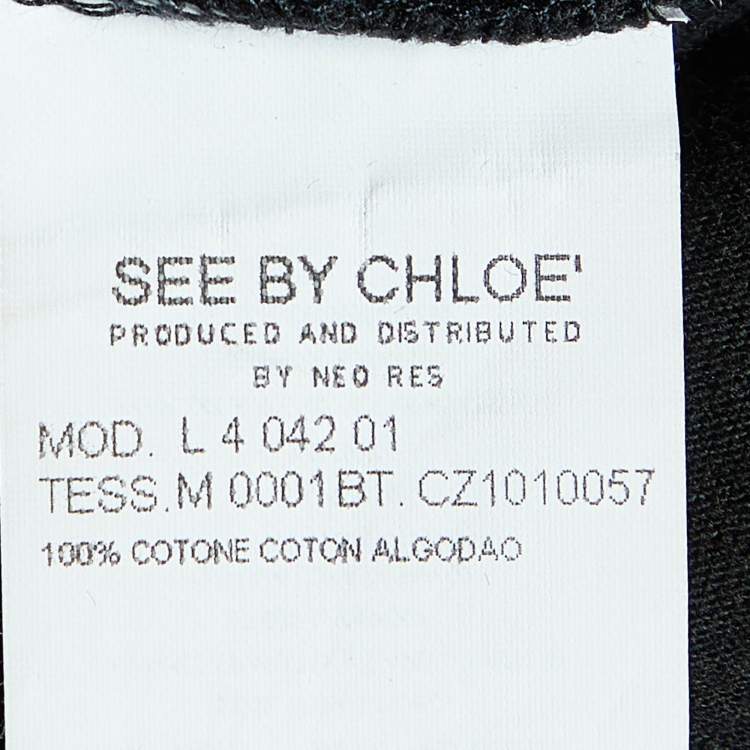 SEE BY CHLOE'
PRODUCED AND DISTRIBUTED
BY NEO RES
MOD. L 4 042 01
TESS.M 0001BT. CZ1010057
100% COTONE COTON ALGODAO